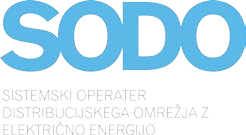 SODO
SISTEMSKI OPERATER
DISTRIBUCIJSKEGA OMREŽJA Z
ELEKTRIČNO ENERGIJO